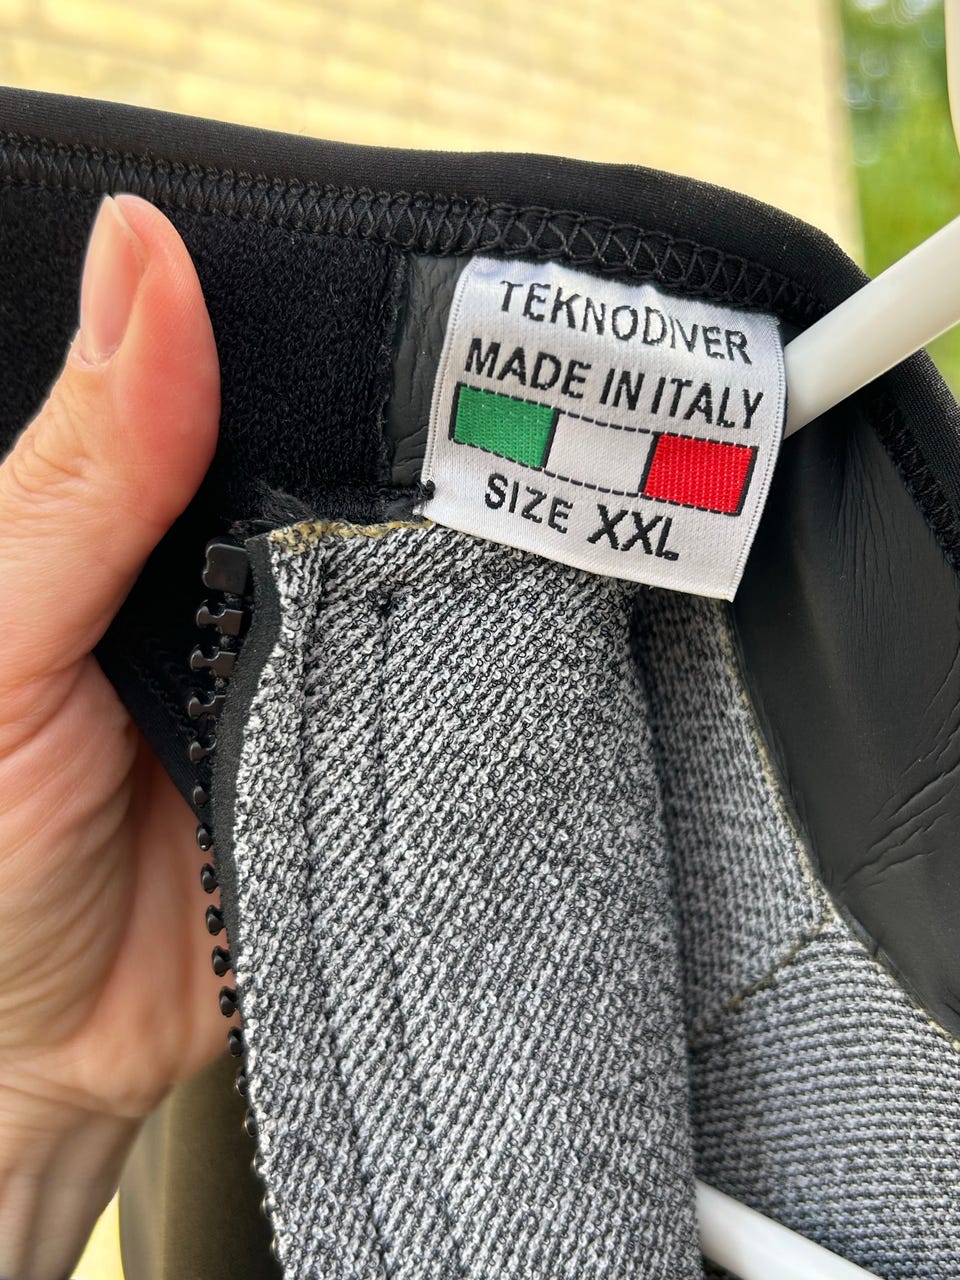 TEKNODIVER
MADE IN ITALY
SIZE XXL